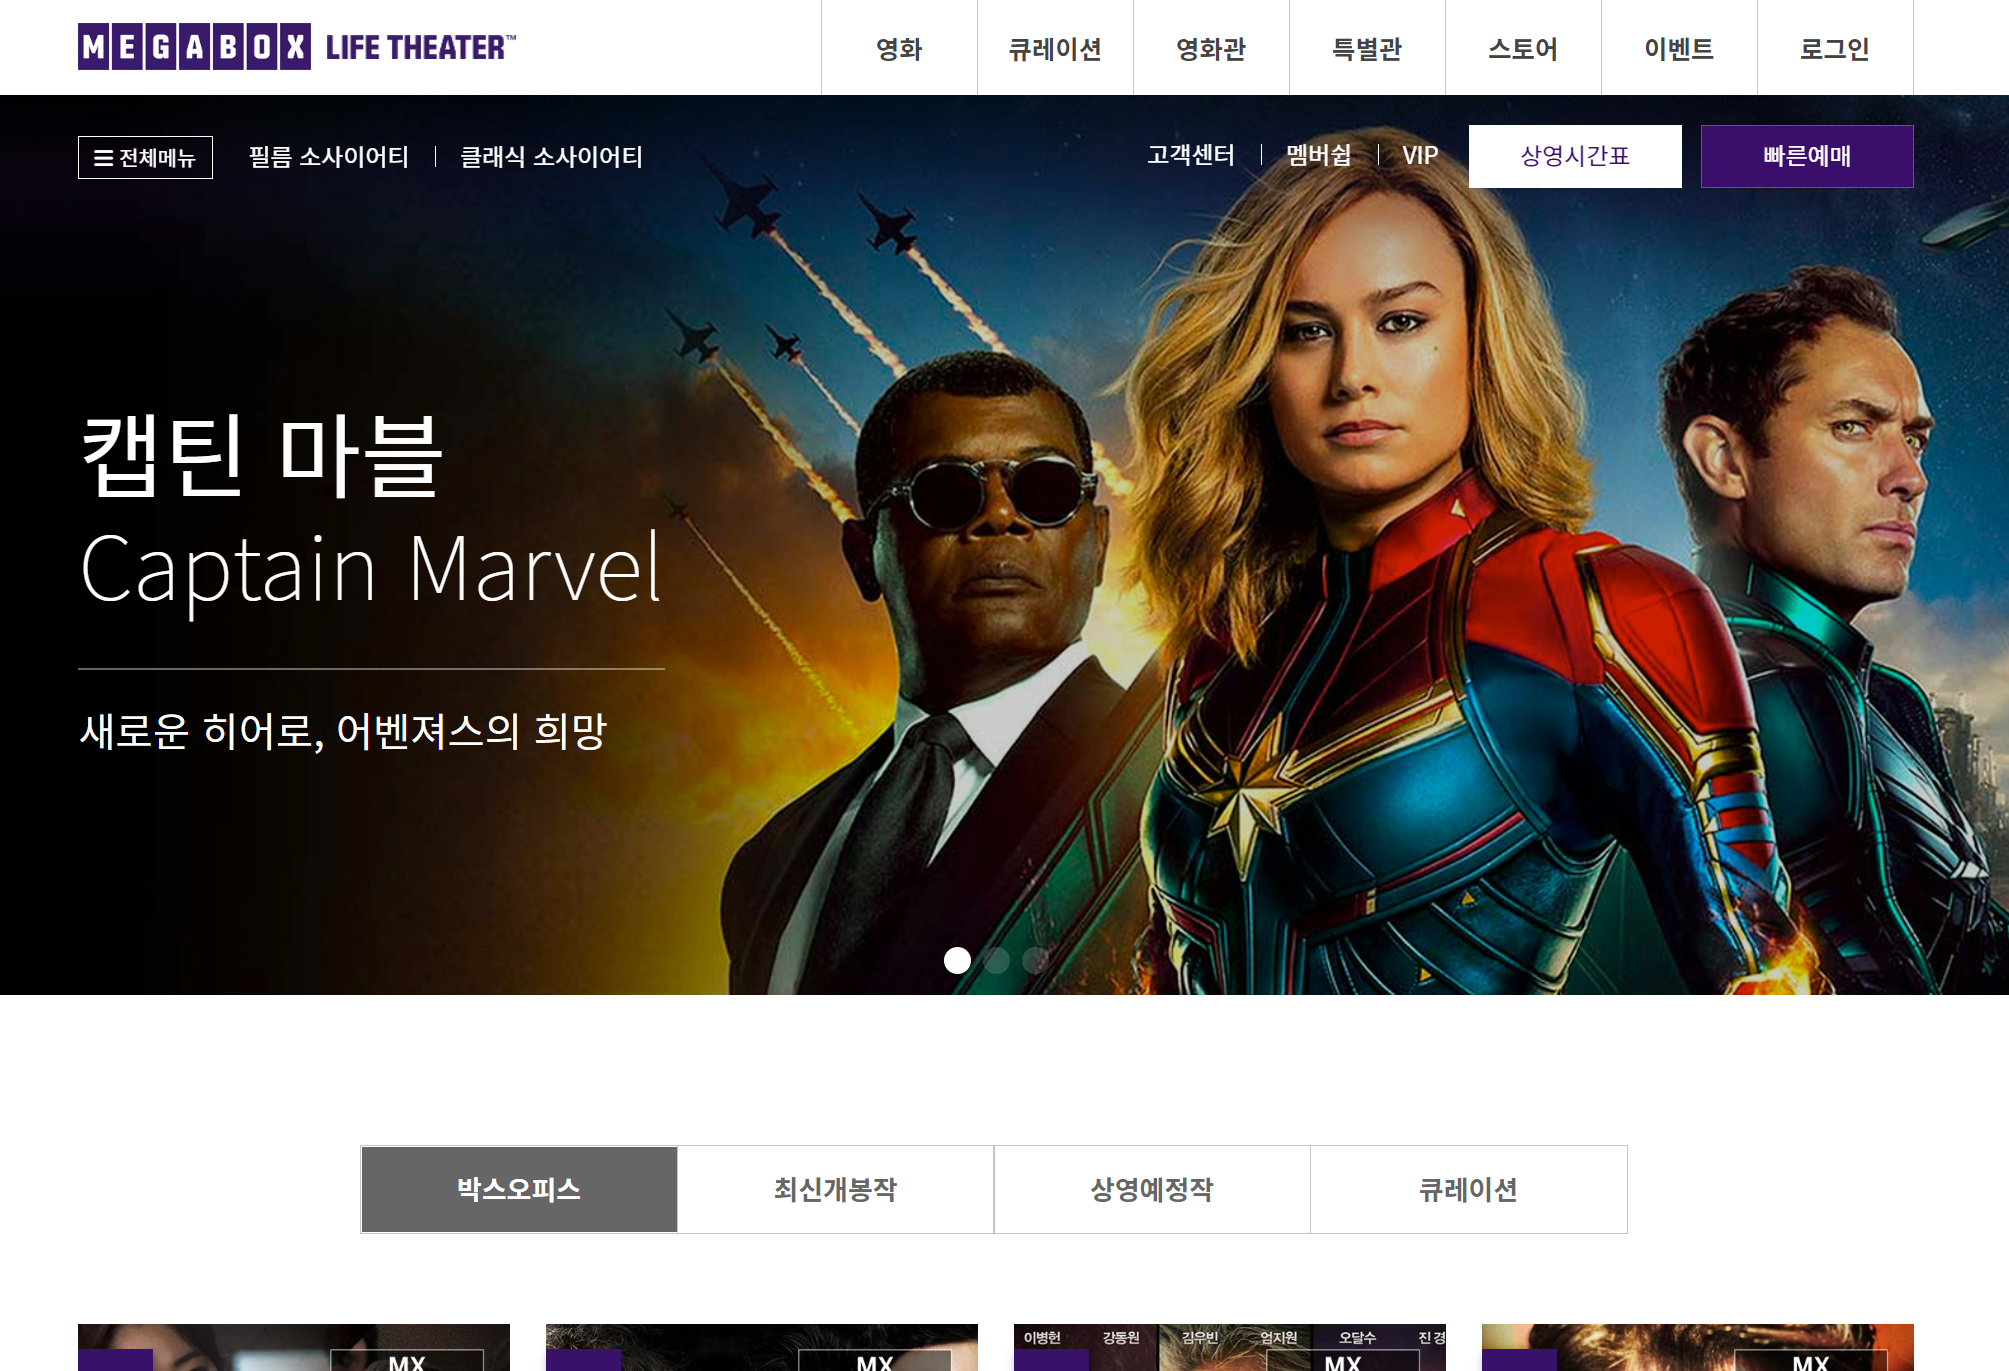 MEGABOX LIFE THEATER™
영화 큐레이션 영화관 특별관 스토어 이벤트 로그인
전체메뉴 필름 소사이어티 클래식 소사이어티
고객센터 멤버쉽 VIP 상영시간표 빠른예매
캡틴 마블
Captain Marvel
새로운 히어로, 어벤져스의 희망
박스오피스 최신개봉작 상영예정작 큐레이션
이병헌 강동원 김우빈 엄지원 오달수 진경
MX MX MX MX